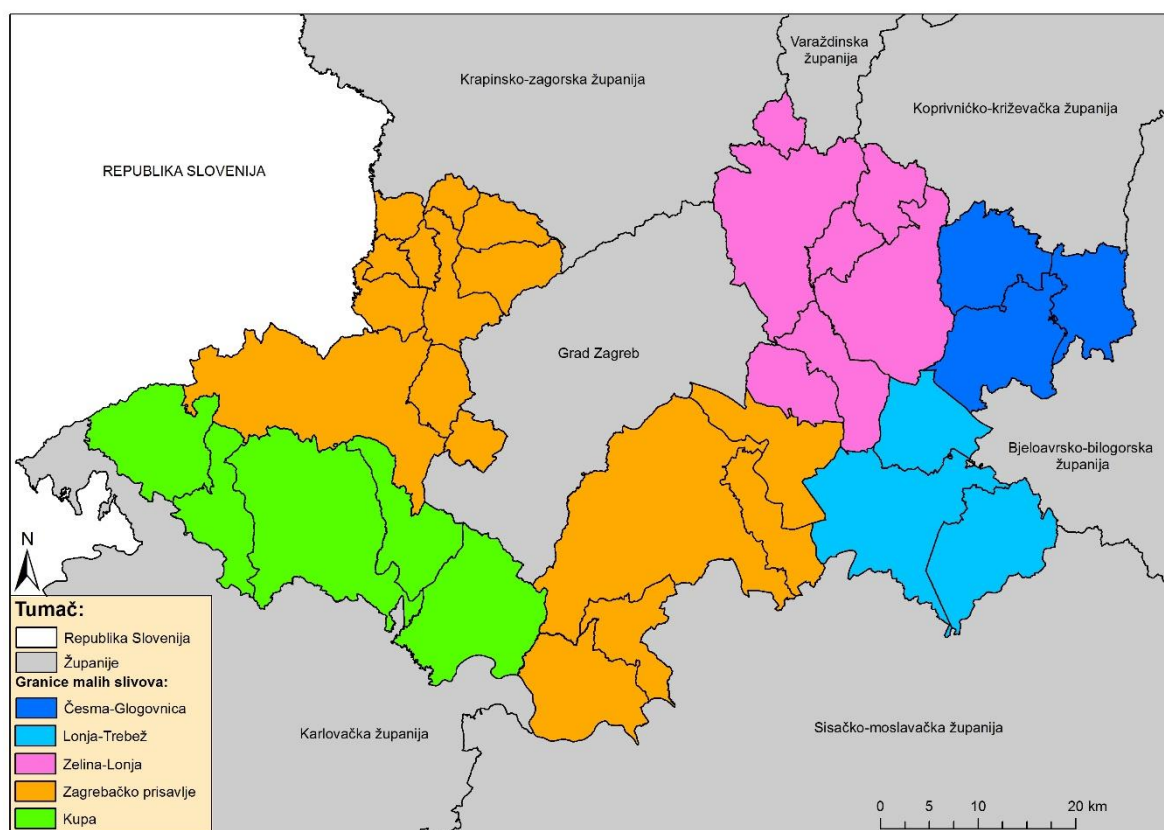 Varaždinska
županija
Krapinsko-zagorska županija
Koprivničko-križevačka županija
REPUBLIKA SLOVENIJA
Grad Zagreb
Bjeloavrsko-bilogorska
županija
N
Tumač:
Republika Slovenija
Županije
Granice malih slivova:
Česma-Glogovnica
Lonja-Trebež
Zelina-Lonja
Zagrebačko prisavlje
Kupa
Karlovačka županija
Sisačko-moslavačka županija
0 5 10 20 km